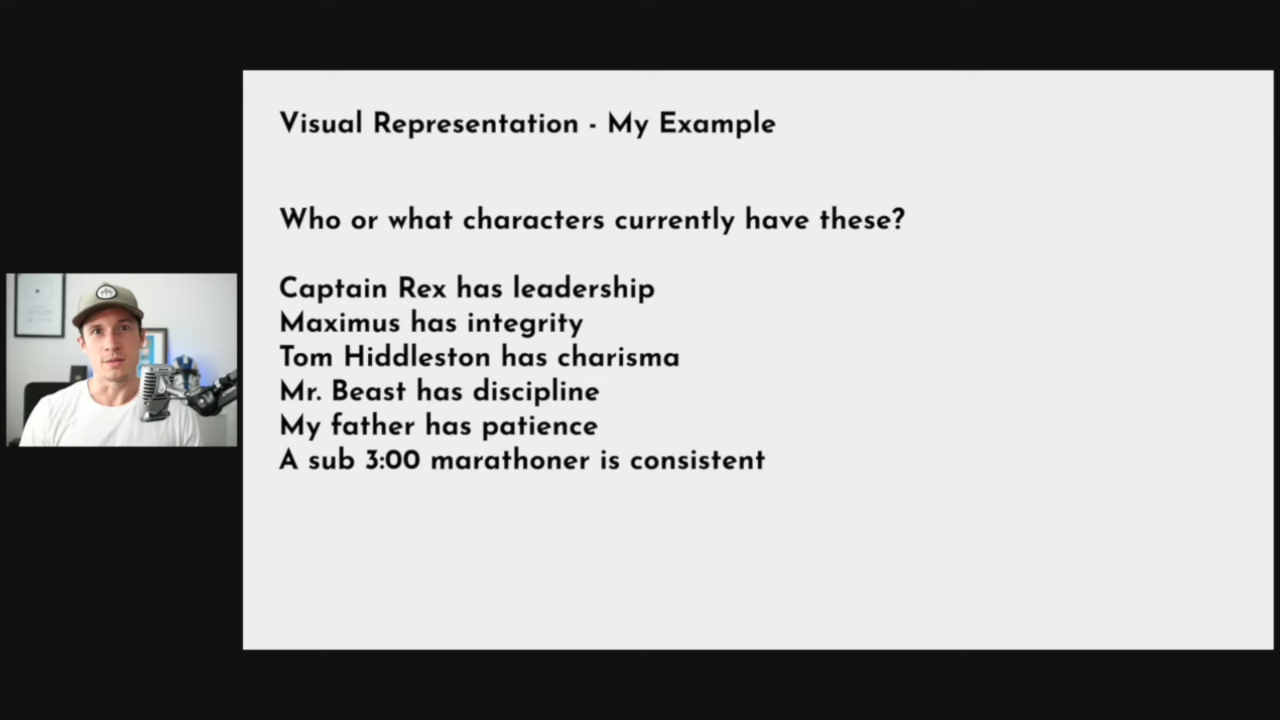 Visual Representation - My Example
Who or what characters currently have these?
Captain Rex has leadership
Maximus has integrity
Tom Hiddleston has charisma
Mr. Beast has discipline
My father has patience
A sub 3:00 marathoner is consistent